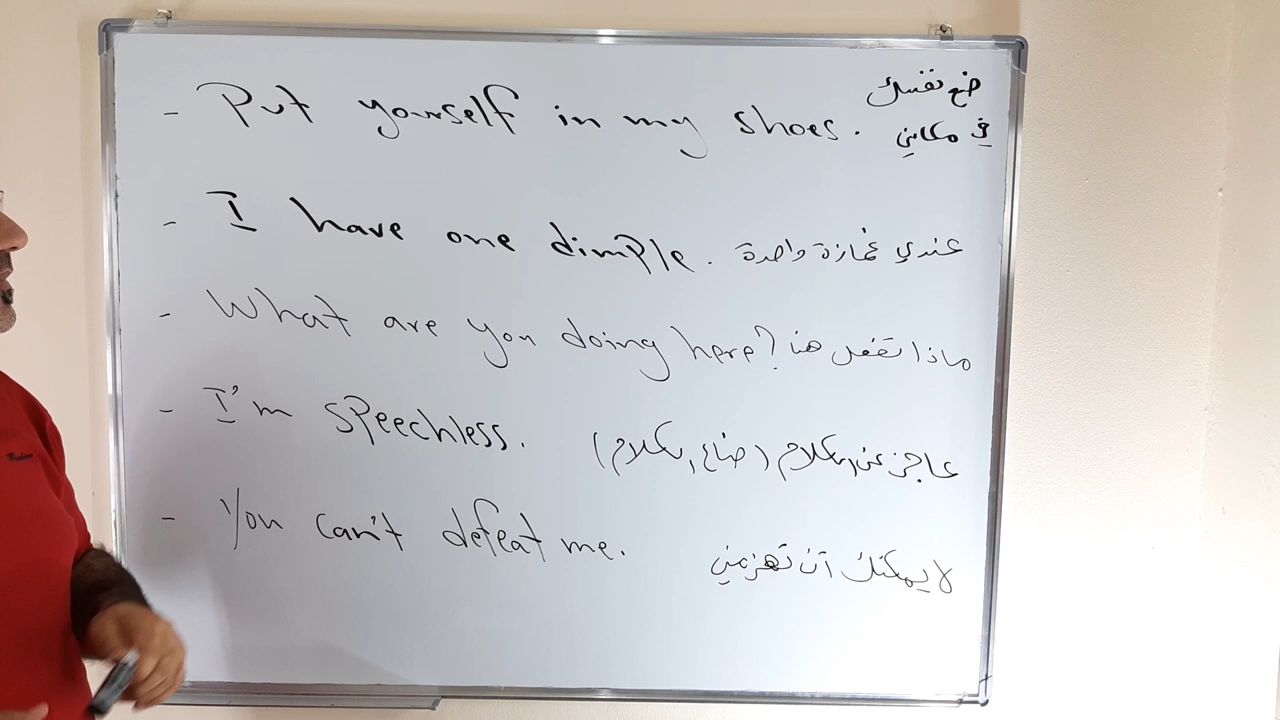 - Put yourself in my shoes. ضع نفسك
في مكاني
- I have one dimple. عندي غمازة واحدة
- What are you doing here? ماذا تفعل هنا
- I'm speechless. عاجز عن الكلام (ضاع الكلام)
- You can't defeat me. لا يمكنك أن تهزمني